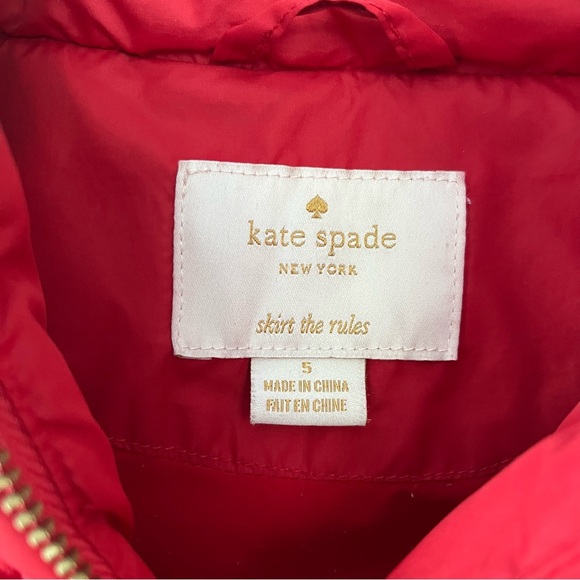 kate spade
NEW YORK
skirt the rules
5
MADE IN CHINA
FAIT EN CHINE